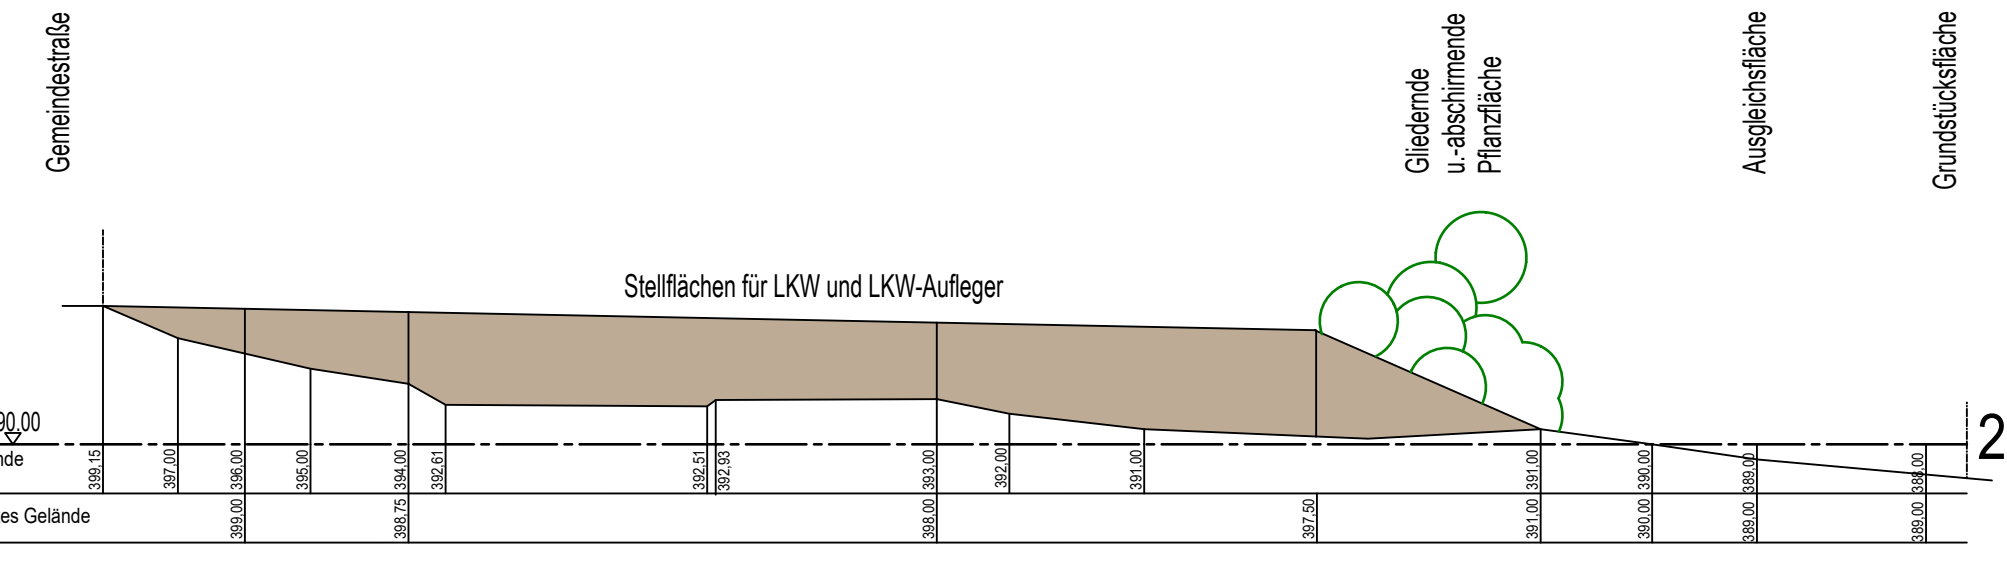 Gemeindestraße
Gliedernde
u.-abschirmende
Pflanzfläche
Ausgleichsfläche
Grundstücksfläche
Stellflächen für LKW und LKW-Aufleger
90.00
2
nde
399,15
397,00
396,00
395,00
394,00
392,61
392,51
392,93
393,00
392,00
391,00
391,00
390,00
389,00
388,00
es Gelände
399,00
398,75
398,00
397,50
391,00
390,00
389,00
389,00